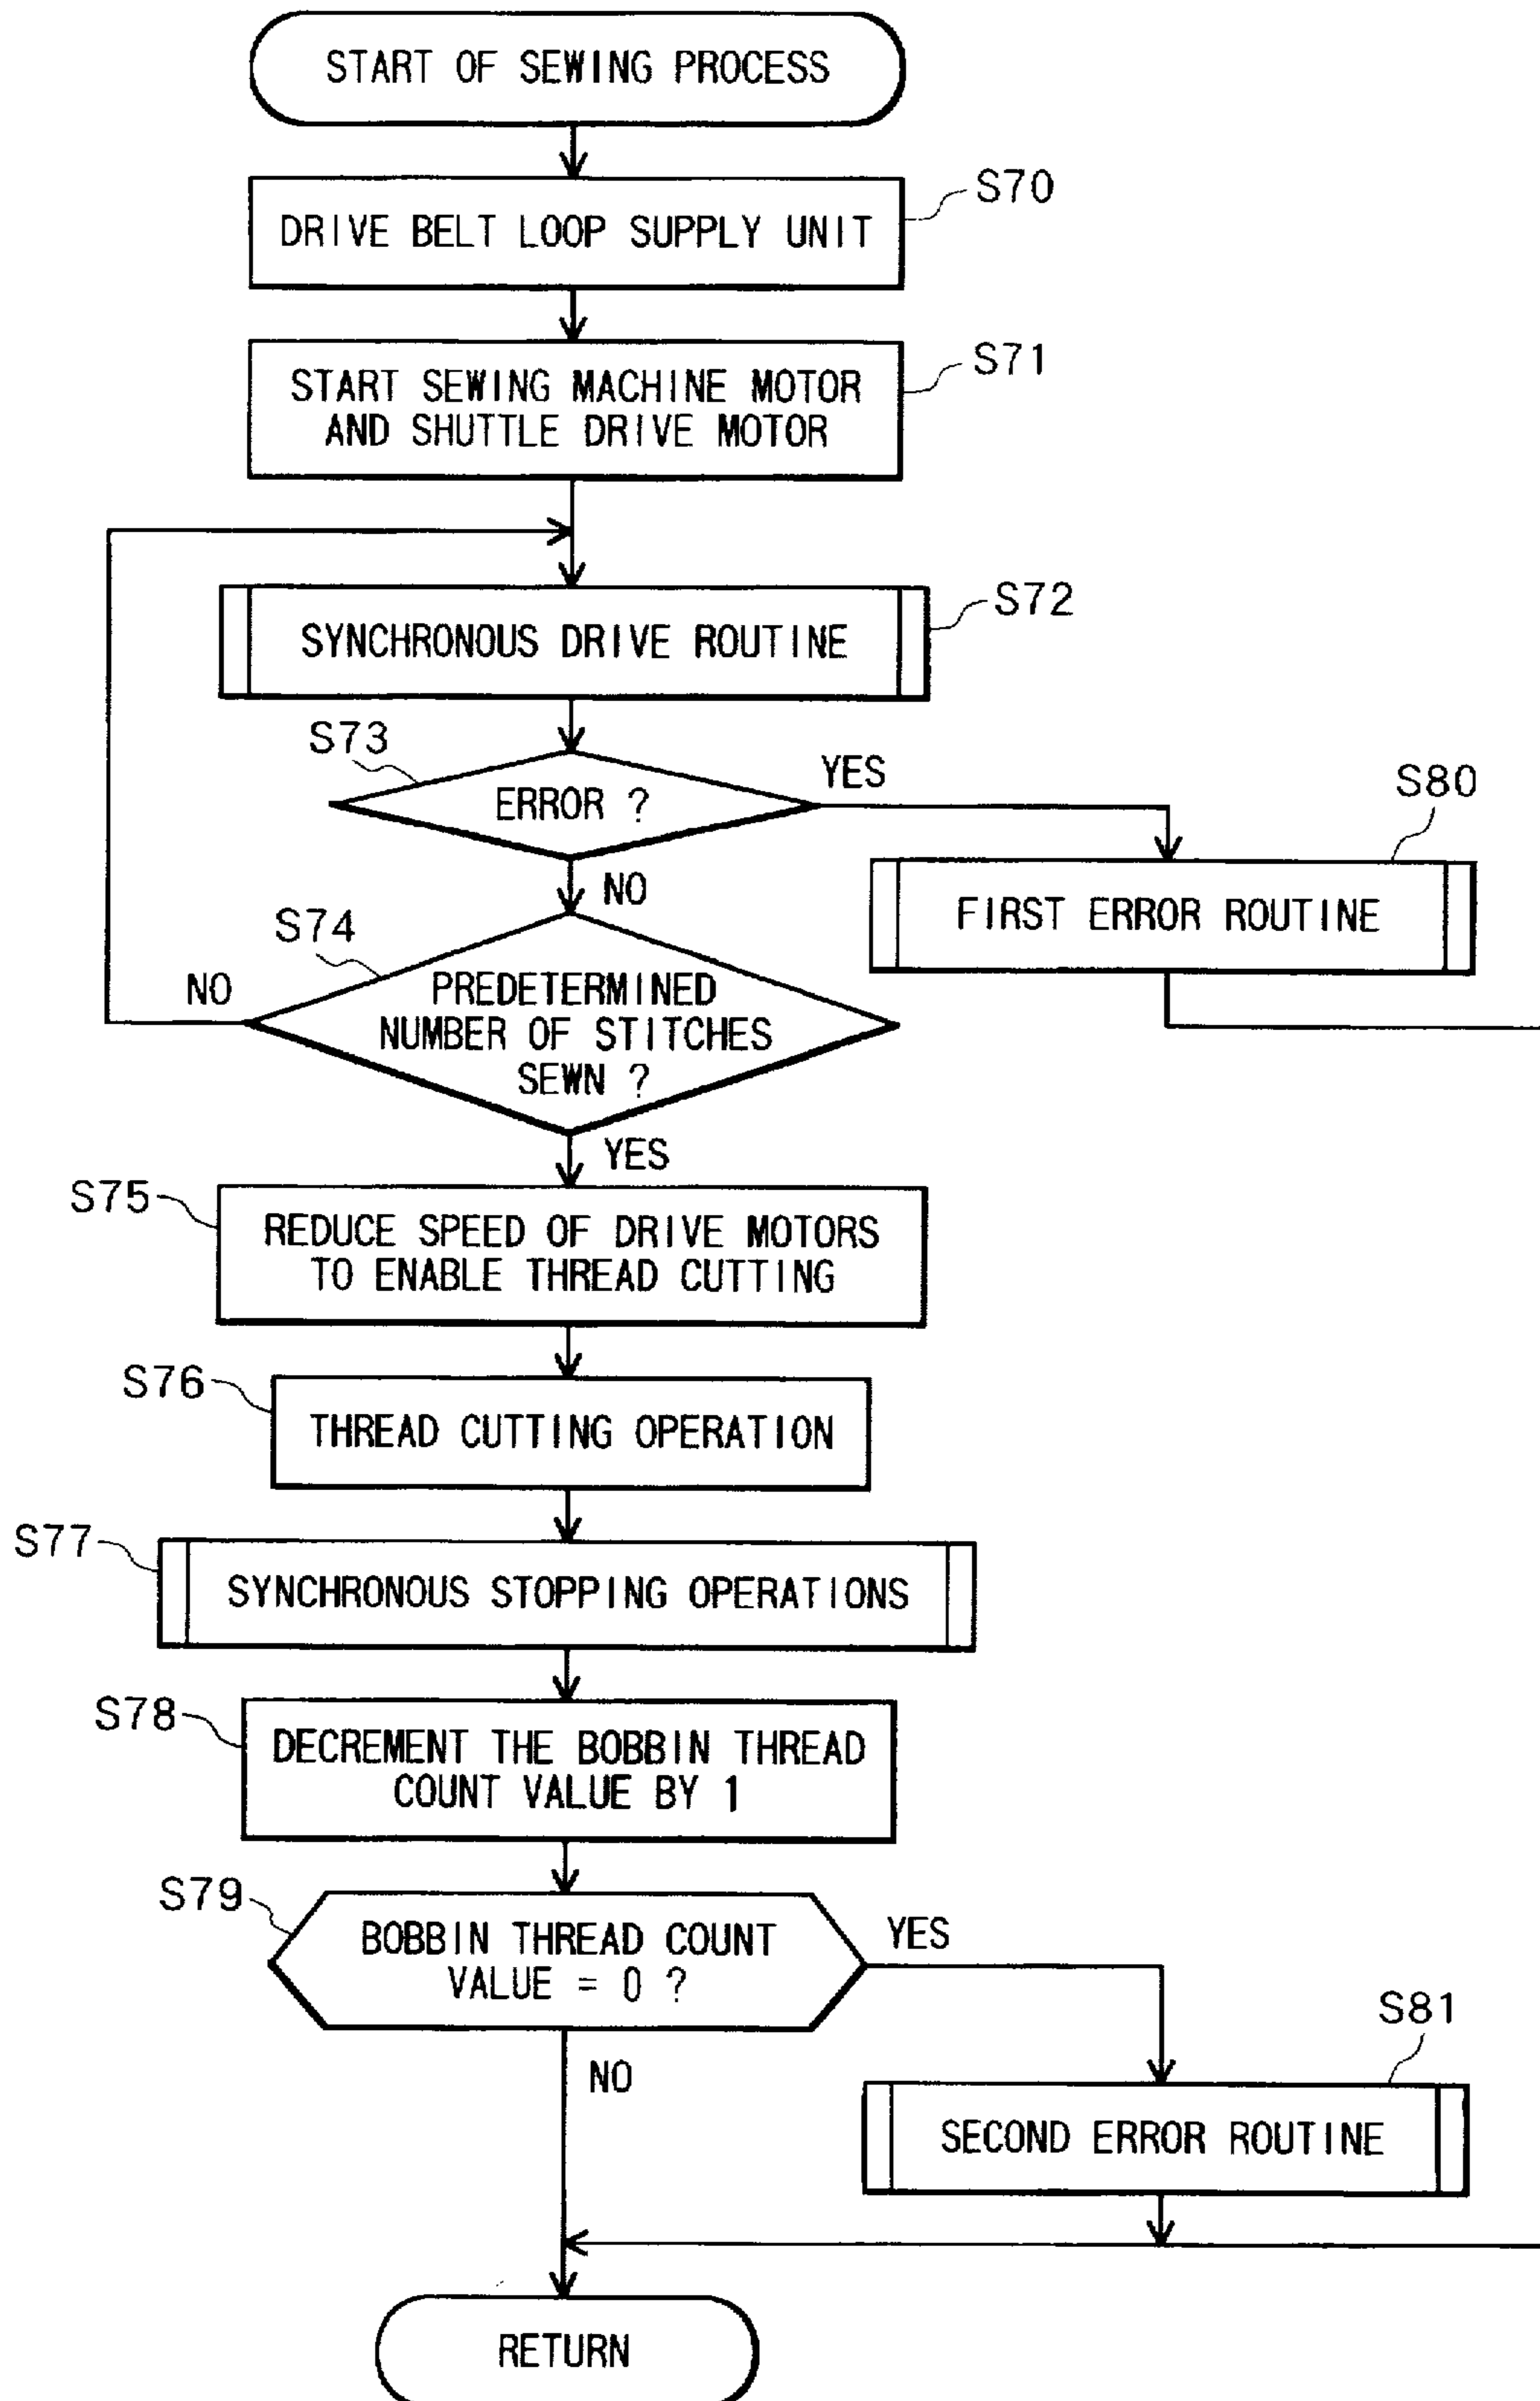 START OF SEWING PROCESS
S70
DRIVE BELT LOOP SUPPLY UNIT
S71
START SEWING MACHINE MOTOR
AND SHUTTLE DRIVE MOTOR
S72
SYNCHRONOUS DRIVE ROUTINE
S73
ERROR ?
YES
S80
FIRST ERROR ROUTINE
NO
S74
NO
PREDETERMINED
NUMBER OF STITCHES
SEWN ?
YES
S75
REDUCE SPEED OF DRIVE MOTORS
TO ENABLE THREAD CUTTING
S76
THREAD CUTTING OPERATION
S77
SYNCHRONOUS STOPPING OPERATIONS
S78
DECREMENT THE BOBBIN THREAD
COUNT VALUE BY 1
S79
BOBBIN THREAD COUNT
VALUE = 0 ?
YES
S81
NO
SECOND ERROR ROUTINE
RETURN